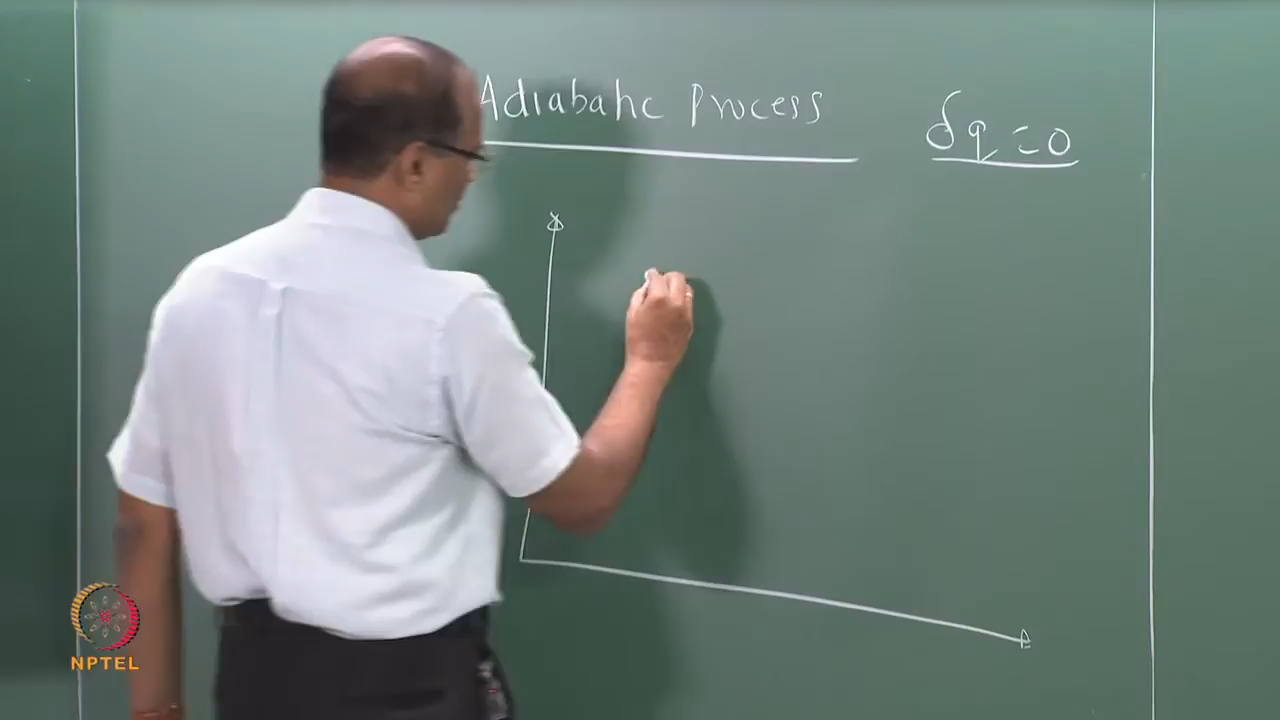 Adiabatic Process
δq = 0
NPTEL